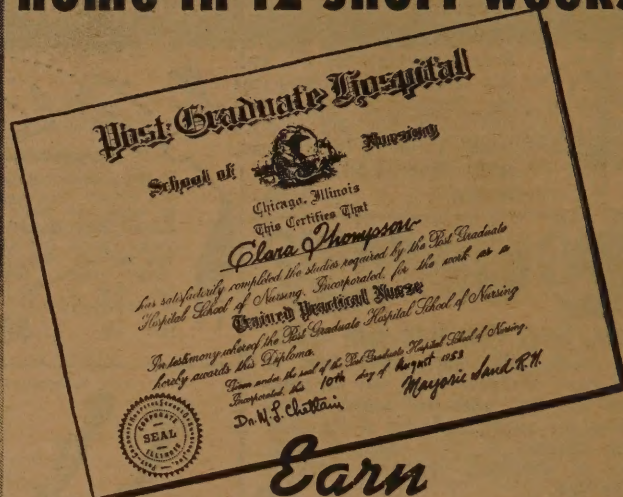 home in 12 short weeks
Post Graduate Hospital
School of Nursing
Chicago, Illinois
This Certifies That
Clara Thompson
has satisfactorily completed the studies required by the Post Graduate
Hospital School of Nursing, Incorporated, for the work as a
Trained Practical Nurse
In testimony whereof the Post Graduate Hospital School of Nursing
hereby awards this Diploma.
Given under the seal of the Post Graduate Hospital School of Nursing,
Incorporated, this 10th day of August 1953
Dr. M. L. Chettain
Marjorie Sand R.N.
CORPORATE
SEAL
ILLINOIS
Earn